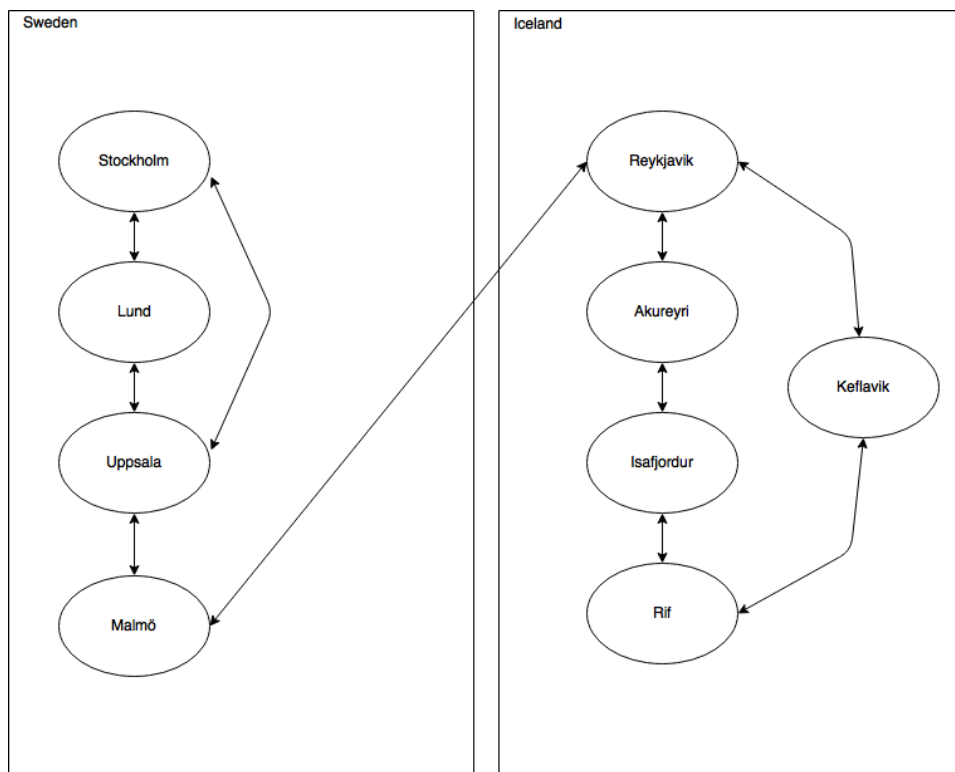 Sweden
Stockholm
Lund
Uppsala
Malmö
Iceland
Reykjavik
Akureyri
Keflavik
Isafjordur
Rif